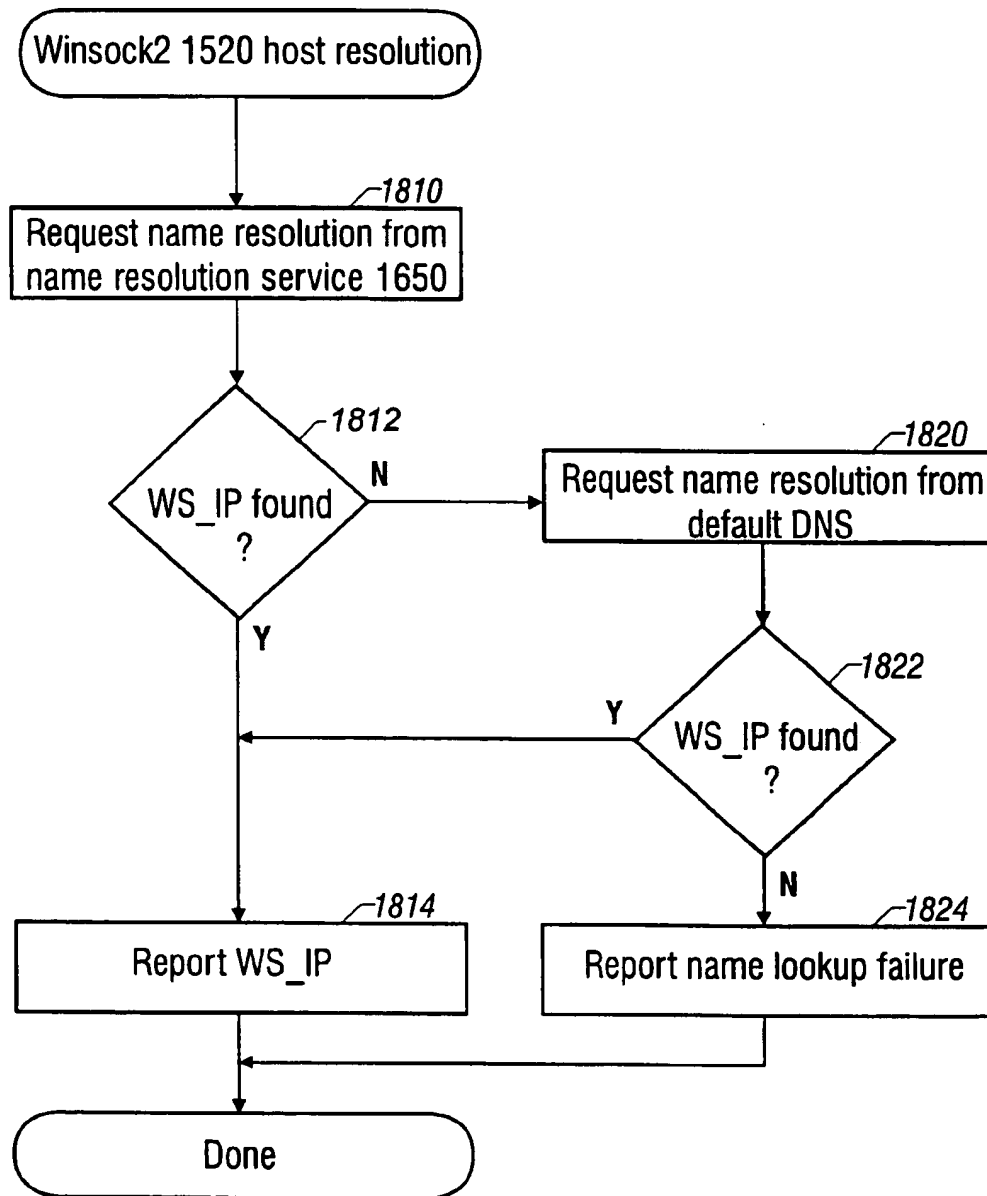 Winsock2 1520 host resolution
1810
Request name resolution from
name resolution service 1650
1812
WS_IP found
?
N
Y
1820
Request name resolution from
default DNS
1822
WS_IP found
?
Y
N
1814
Report WS_IP
1824
Report name lookup failure
Done